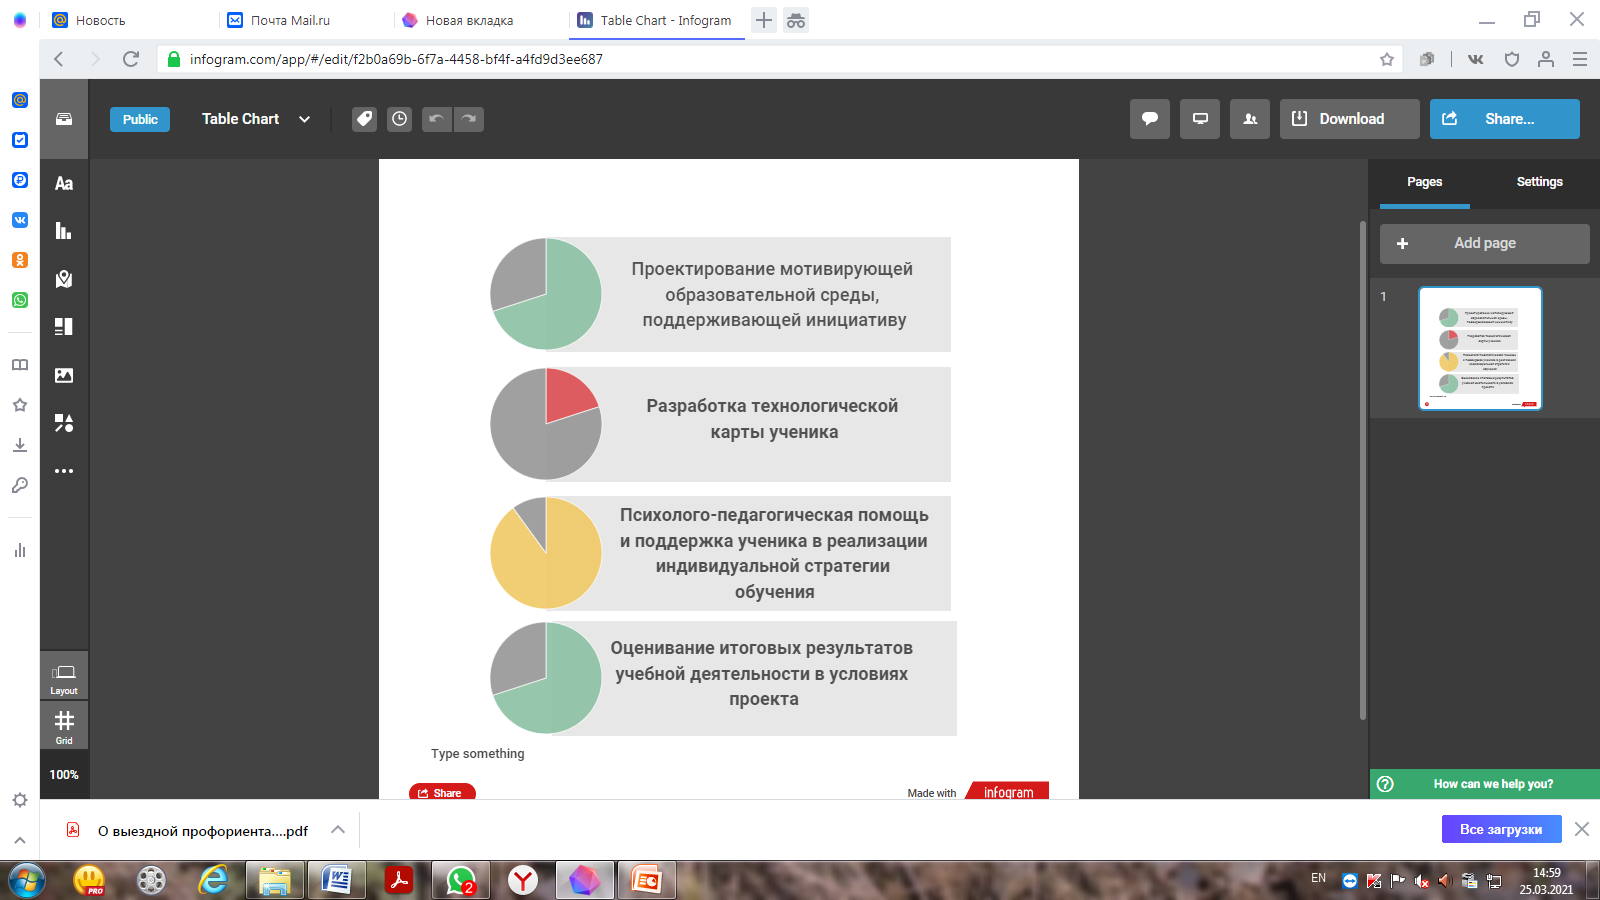 Новость
Почта Mail.ru
Новая вкладка
Table Chart - Infogram
infogram.com/app/#/edit/f2b0a69b-6f7a-4458-bf4f-a4fd9d3ee687
Public
Table Chart
Download
Share...
Aa
Pages
Settings
Add page
1
Проектирование мотивирующей
образовательной среды,
поддерживающей инициативу
Разработка технологической
карты ученика
Психолого-педагогическая помощь
и поддержка ученика в реализации
индивидуальной стратегии
обучения
Оценивание итоговых результатов
учебной деятельности в условиях
проекта
Type something
Share
Made with
infogram
Layout
Grid
100%
How can we help you?
О выездной профориента....pdf
Все загрузки
PRO
2
EN
14:59
25.03.2021